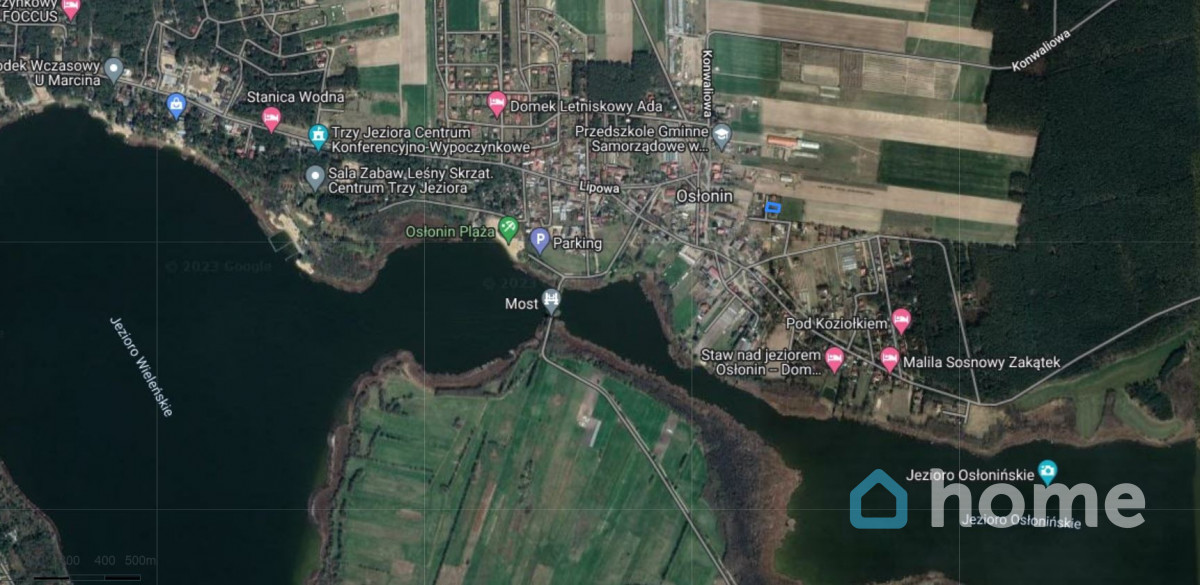 FOCCUS
U Marcina
Stanica Wodna
Trzy Jeziora Centrum
Konferencyjno-Wypoczynkowe
Sala Zabaw Leśny Skrzat.
Centrum Trzy Jeziora
Domek Letniskowy Ada
Przedszkole Gminne
Samorządowe w...
Konwaliowa
Konwaliowa
Lipowa
Osłonin
Osłonin Plaża
Parking
Most
© 2023 Google
© 2023
Jezioro Wieleńskie
Pod Koziołkiem
Staw nad jeziorem
Osłonin – Dom...
Malila Sosnowy Zakątek
Jezioro Osłonińskie
home
Jezioro Osłonińskie
400 500m